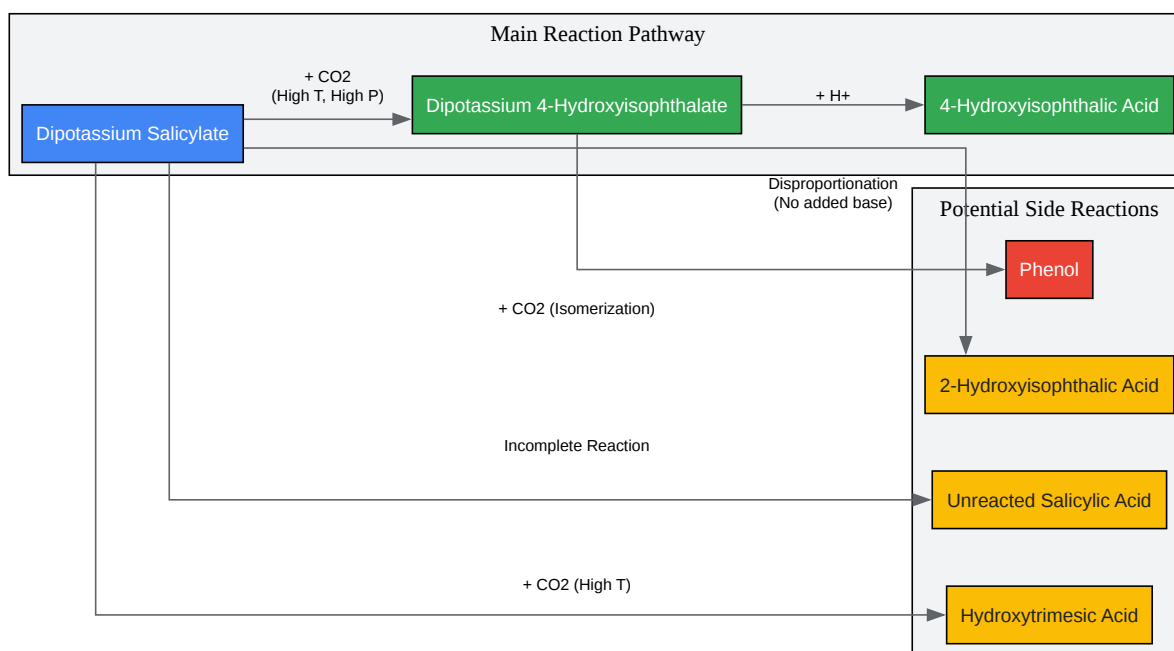 Main Reaction Pathway
+ CO2
(High T, High P)
Dipotassium Salicylate
Dipotassium 4-Hydroxyisophthalate
+ H+
4-Hydroxyisophthalic Acid
Disproportionation
(No added base)
Potential Side Reactions
Phenol
+ CO2 (Isomerization)
2-Hydroxyisophthalic Acid
Incomplete Reaction
Unreacted Salicylic Acid
+ CO2 (High T)
Hydroxytrimesic Acid